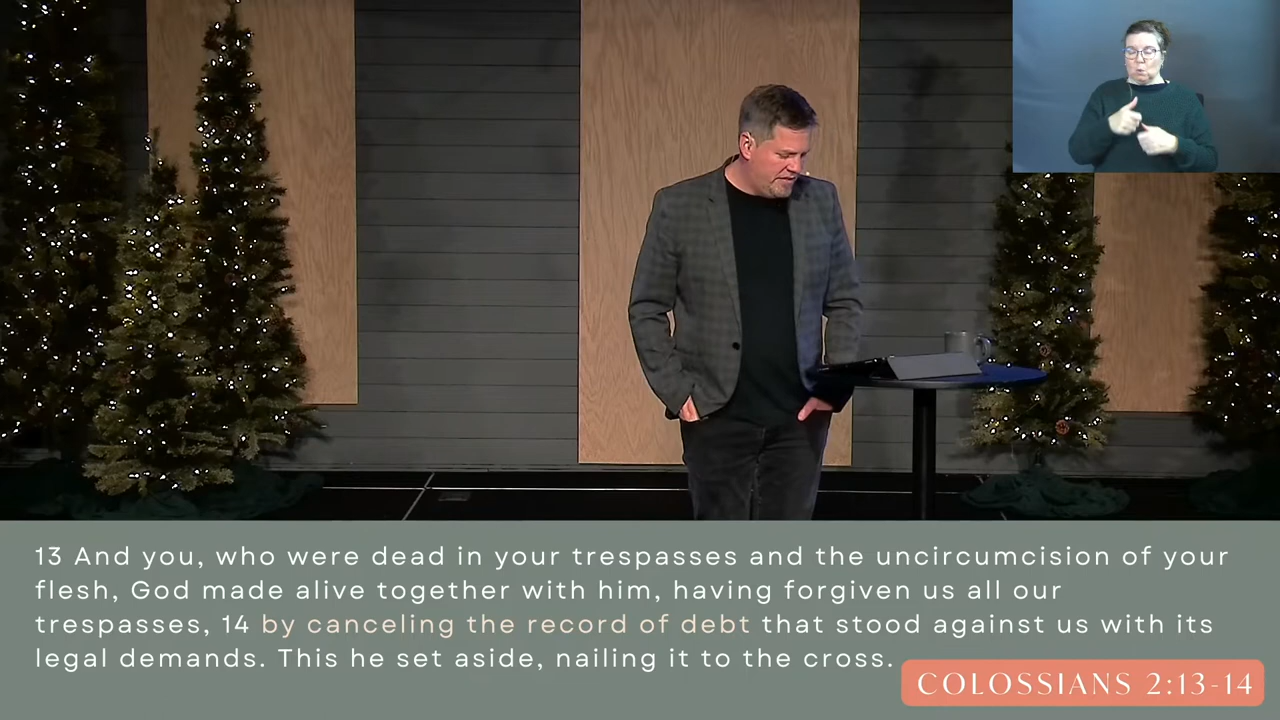 13 And you, who were dead in your trespasses and the uncircumcision of your
flesh, God made alive together with him, having forgiven us all our
trespasses, 14 by canceling the record of debt that stood against us with its
legal demands. This he set aside, nailing it to the cross.
COLOSSIANS 2:13-14